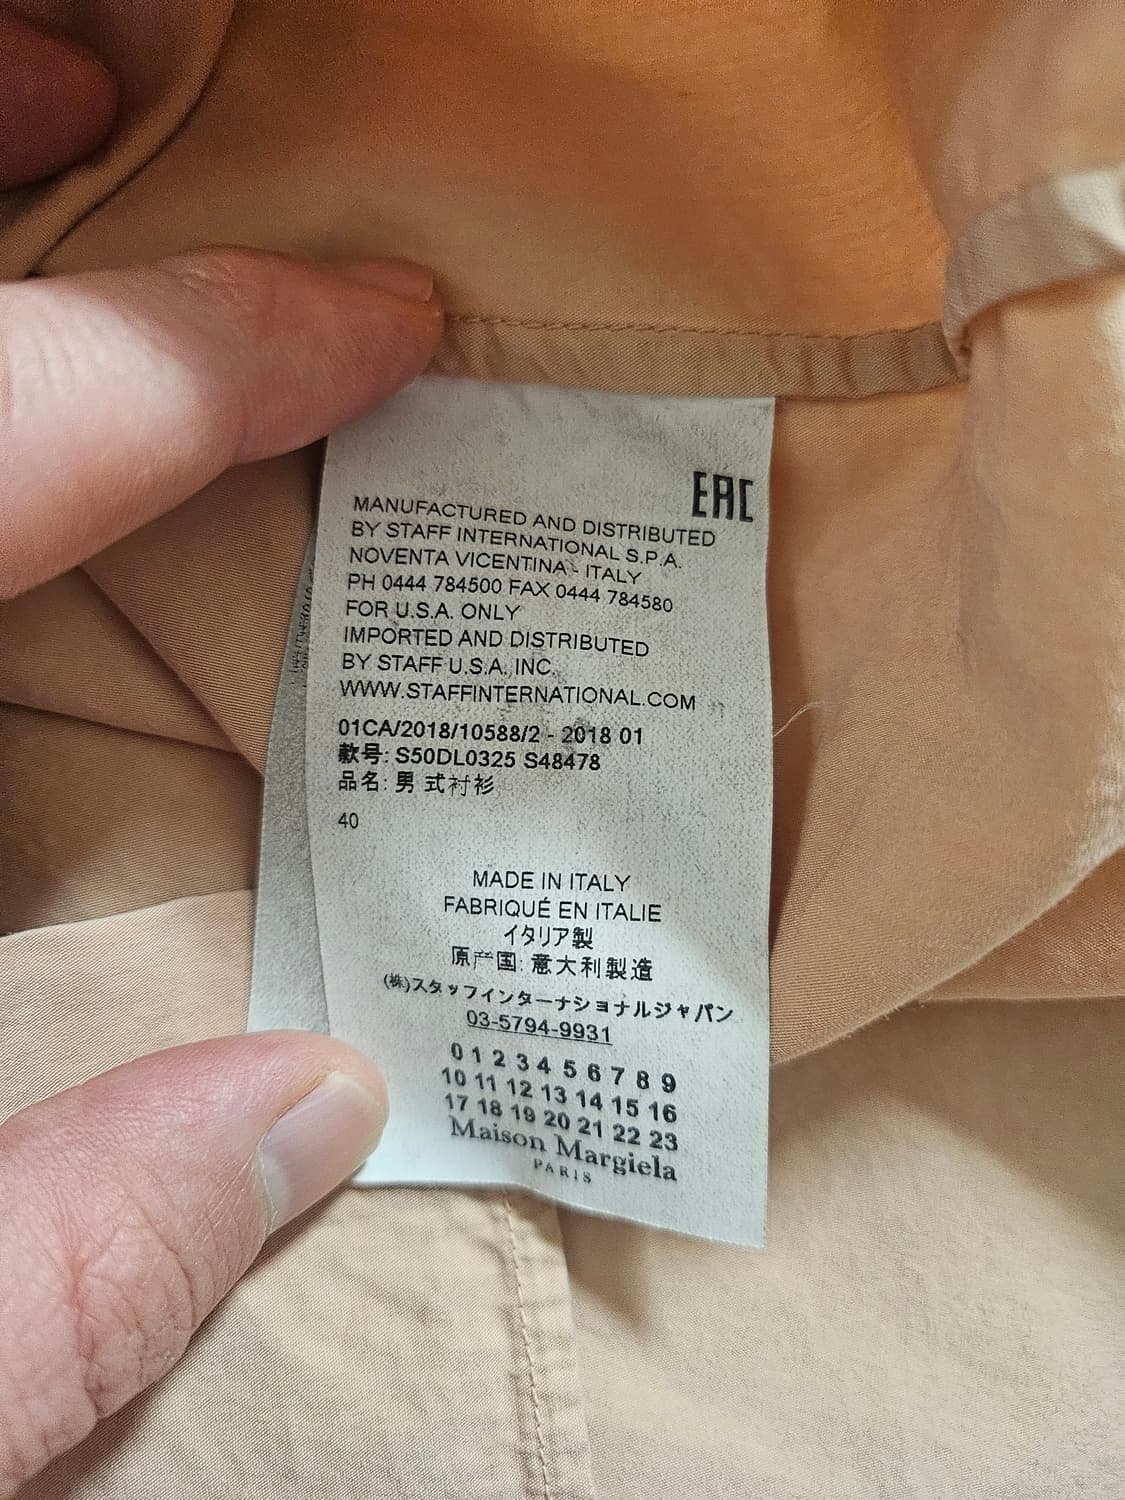 EAC
MANUFACTURED AND DISTRIBUTED
BY STAFF INTERNATIONAL S.P.A.
NOVENTA VICENTINA - ITALY
PH 0444 784500 FAX 0444 784580
FOR U.S.A. ONLY
IMPORTED AND DISTRIBUTED
BY STAFF U.S.A. INC.
WWW.STAFFINTERNATIONAL.COM
01CA/2018/10588/2 - 2018 01
款号: S50DL0325 S48478
品名: 男式衬衫
40
MADE IN ITALY
FABRIQUÉ EN ITALIE
イタリア製
原产国: 意大利製造
(株)スタッフインターナショナルジャパン
03-5794-9931
0 1 2 3 4 5 6 7 8 9
10 11 12 13 14 15 16
17 18 19 20 21 22 23
Maison Margiela
PARIS